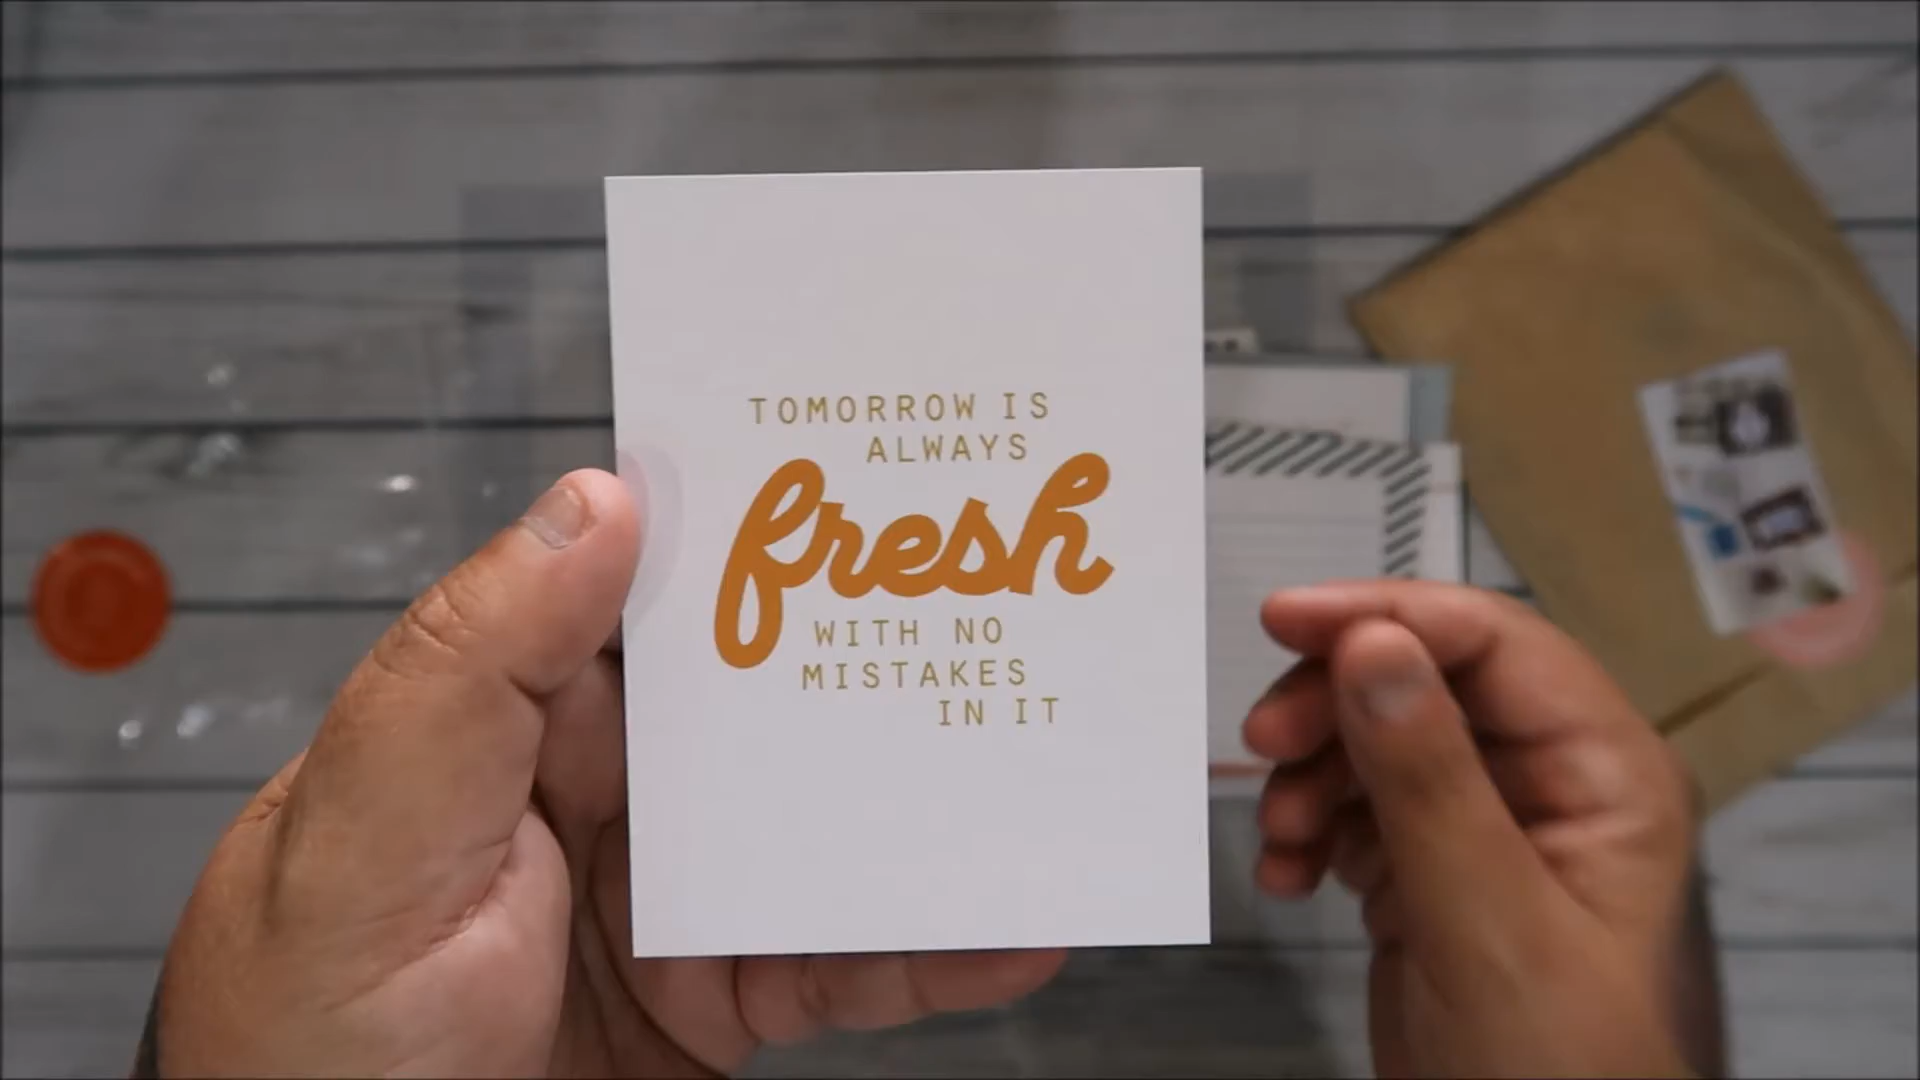 TOMORROW IS
ALWAYS
fresh
WITH NO
MISTAKES
IN IT